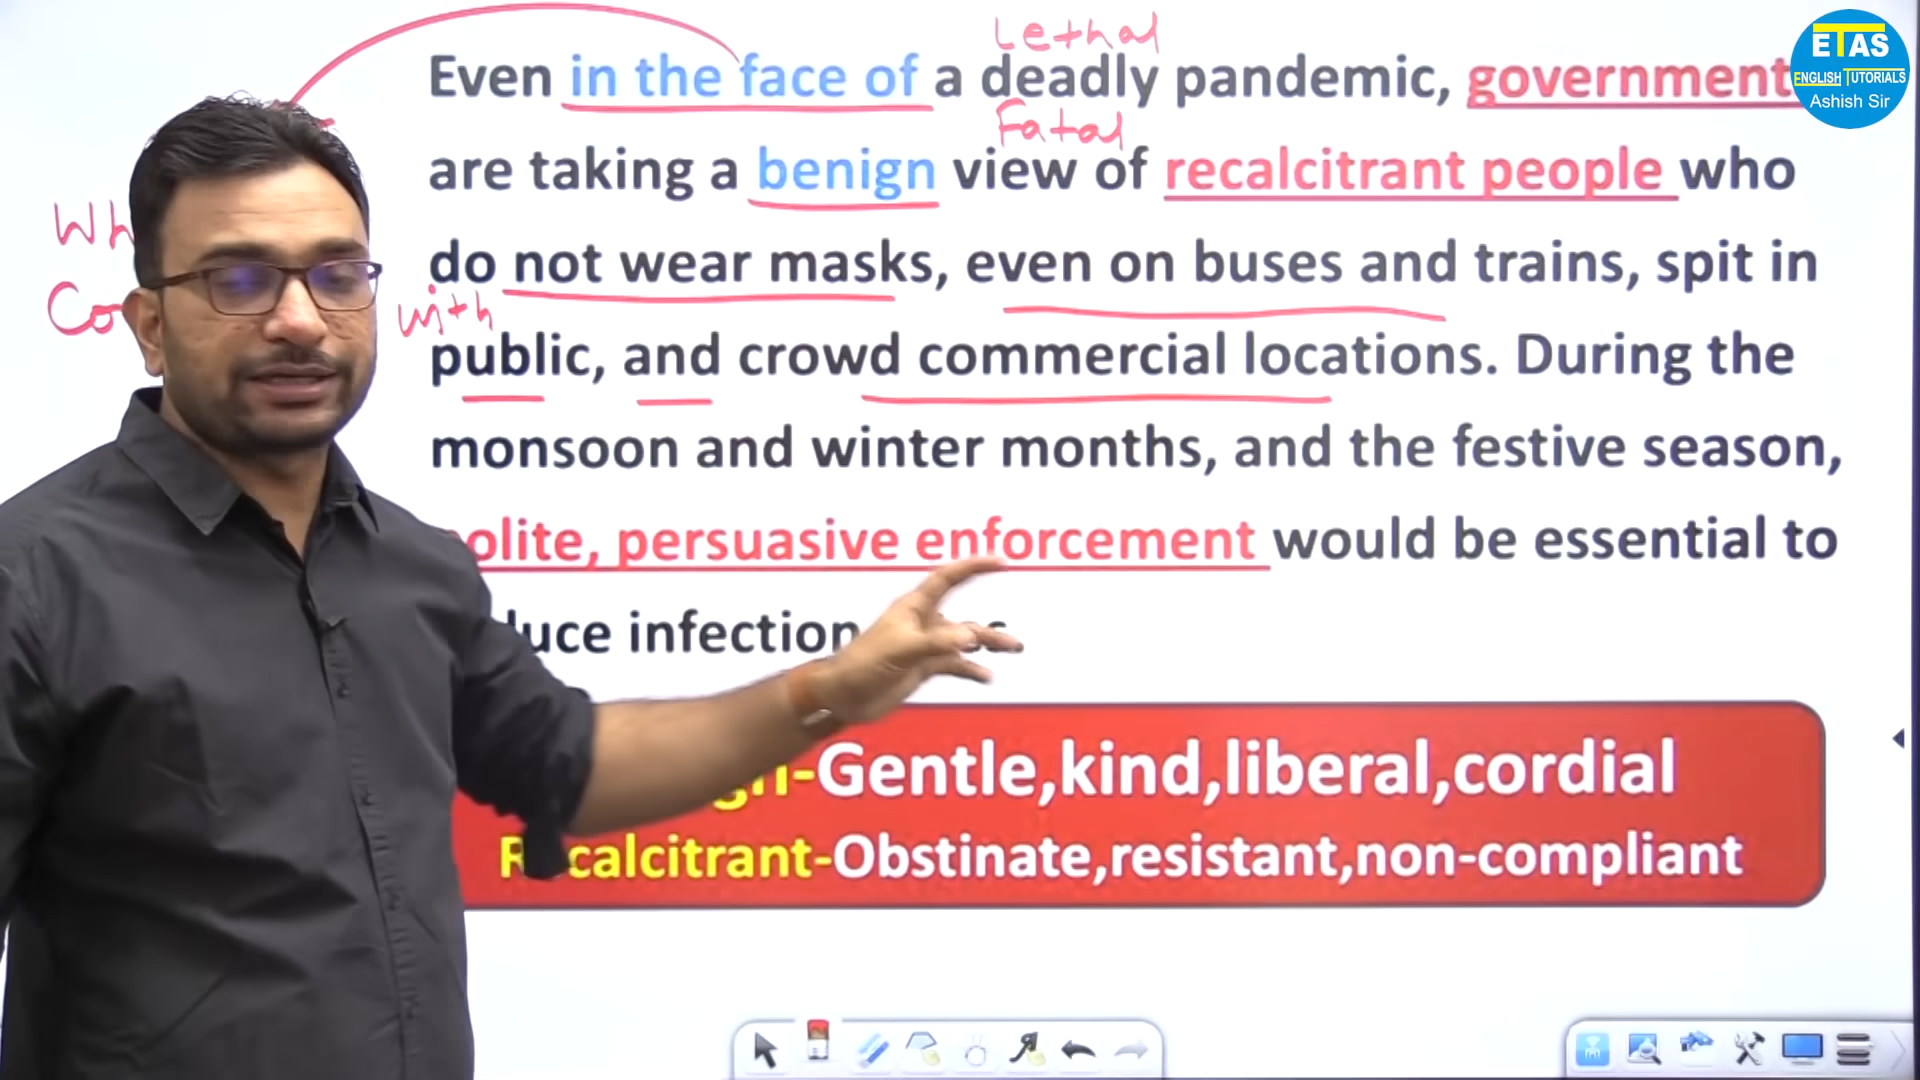 Lethal
Even in the face of a deadly pandemic, government
Fatal
are taking a benign view of recalcitrant people who
do not wear masks, even on buses and trains, spit in
with
public, and crowd commercial locations. During the
monsoon and winter months, and the festive season,
polite, persuasive enforcement would be essential to
infection
Gentle,kind,liberal,cordial
Recalcitrant-Obstinate,resistant,non-compliant
ETAS
ENGLISH TUTORIALS
Ashish Sir